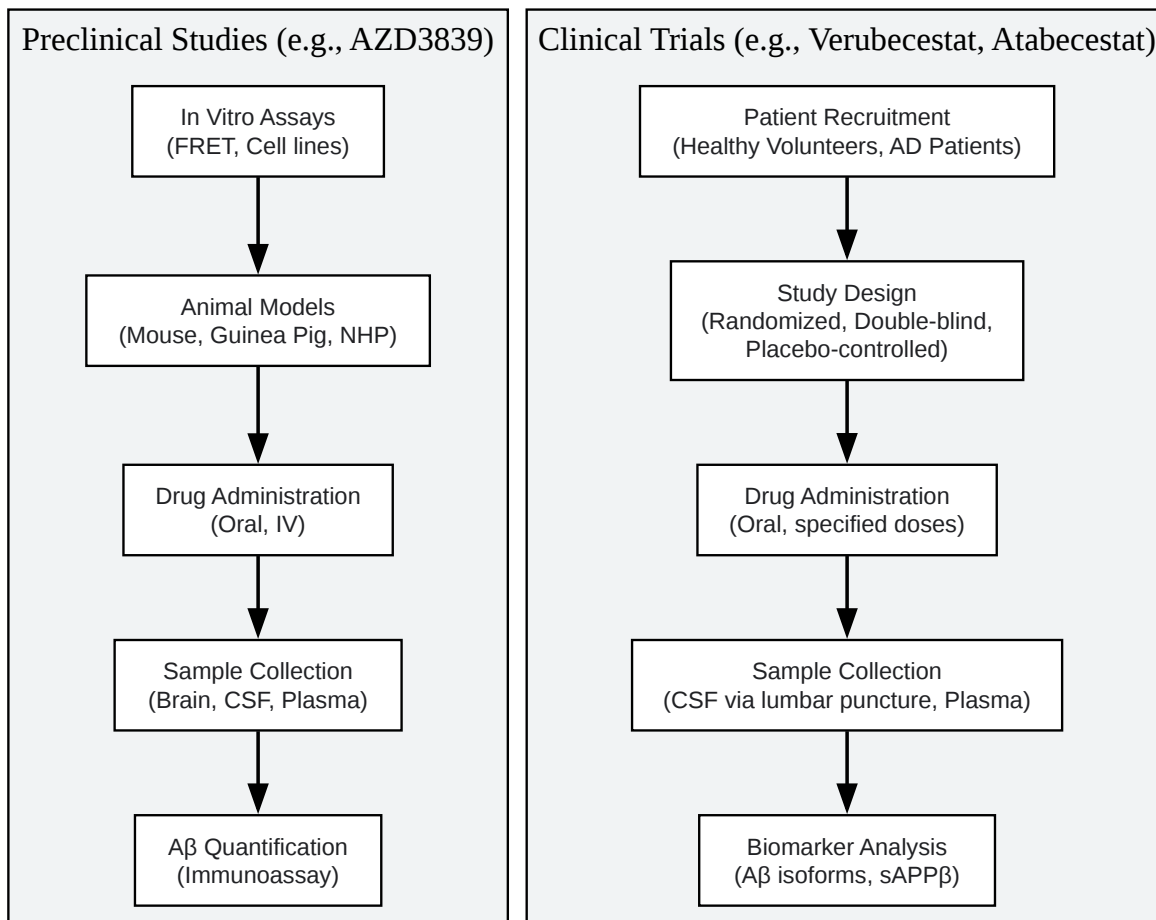 Preclinical Studies (e.g., AZD3839)
In Vitro Assays
(FRET, Cell lines)
Animal Models
(Mouse, Guinea Pig, NHP)
Drug Administration
(Oral, IV)
Sample Collection
(Brain, CSF, Plasma)
Aβ Quantification
(Immunoassay)
Clinical Trials (e.g., Verubecestat, Atabecestat)
Patient Recruitment
(Healthy Volunteers, AD Patients)
Study Design
(Randomized, Double-blind,
Placebo-controlled)
Drug Administration
(Oral, specified doses)
Sample Collection
(CSF via lumbar puncture, Plasma)
Biomarker Analysis
(Aβ isoforms, sAPPβ)